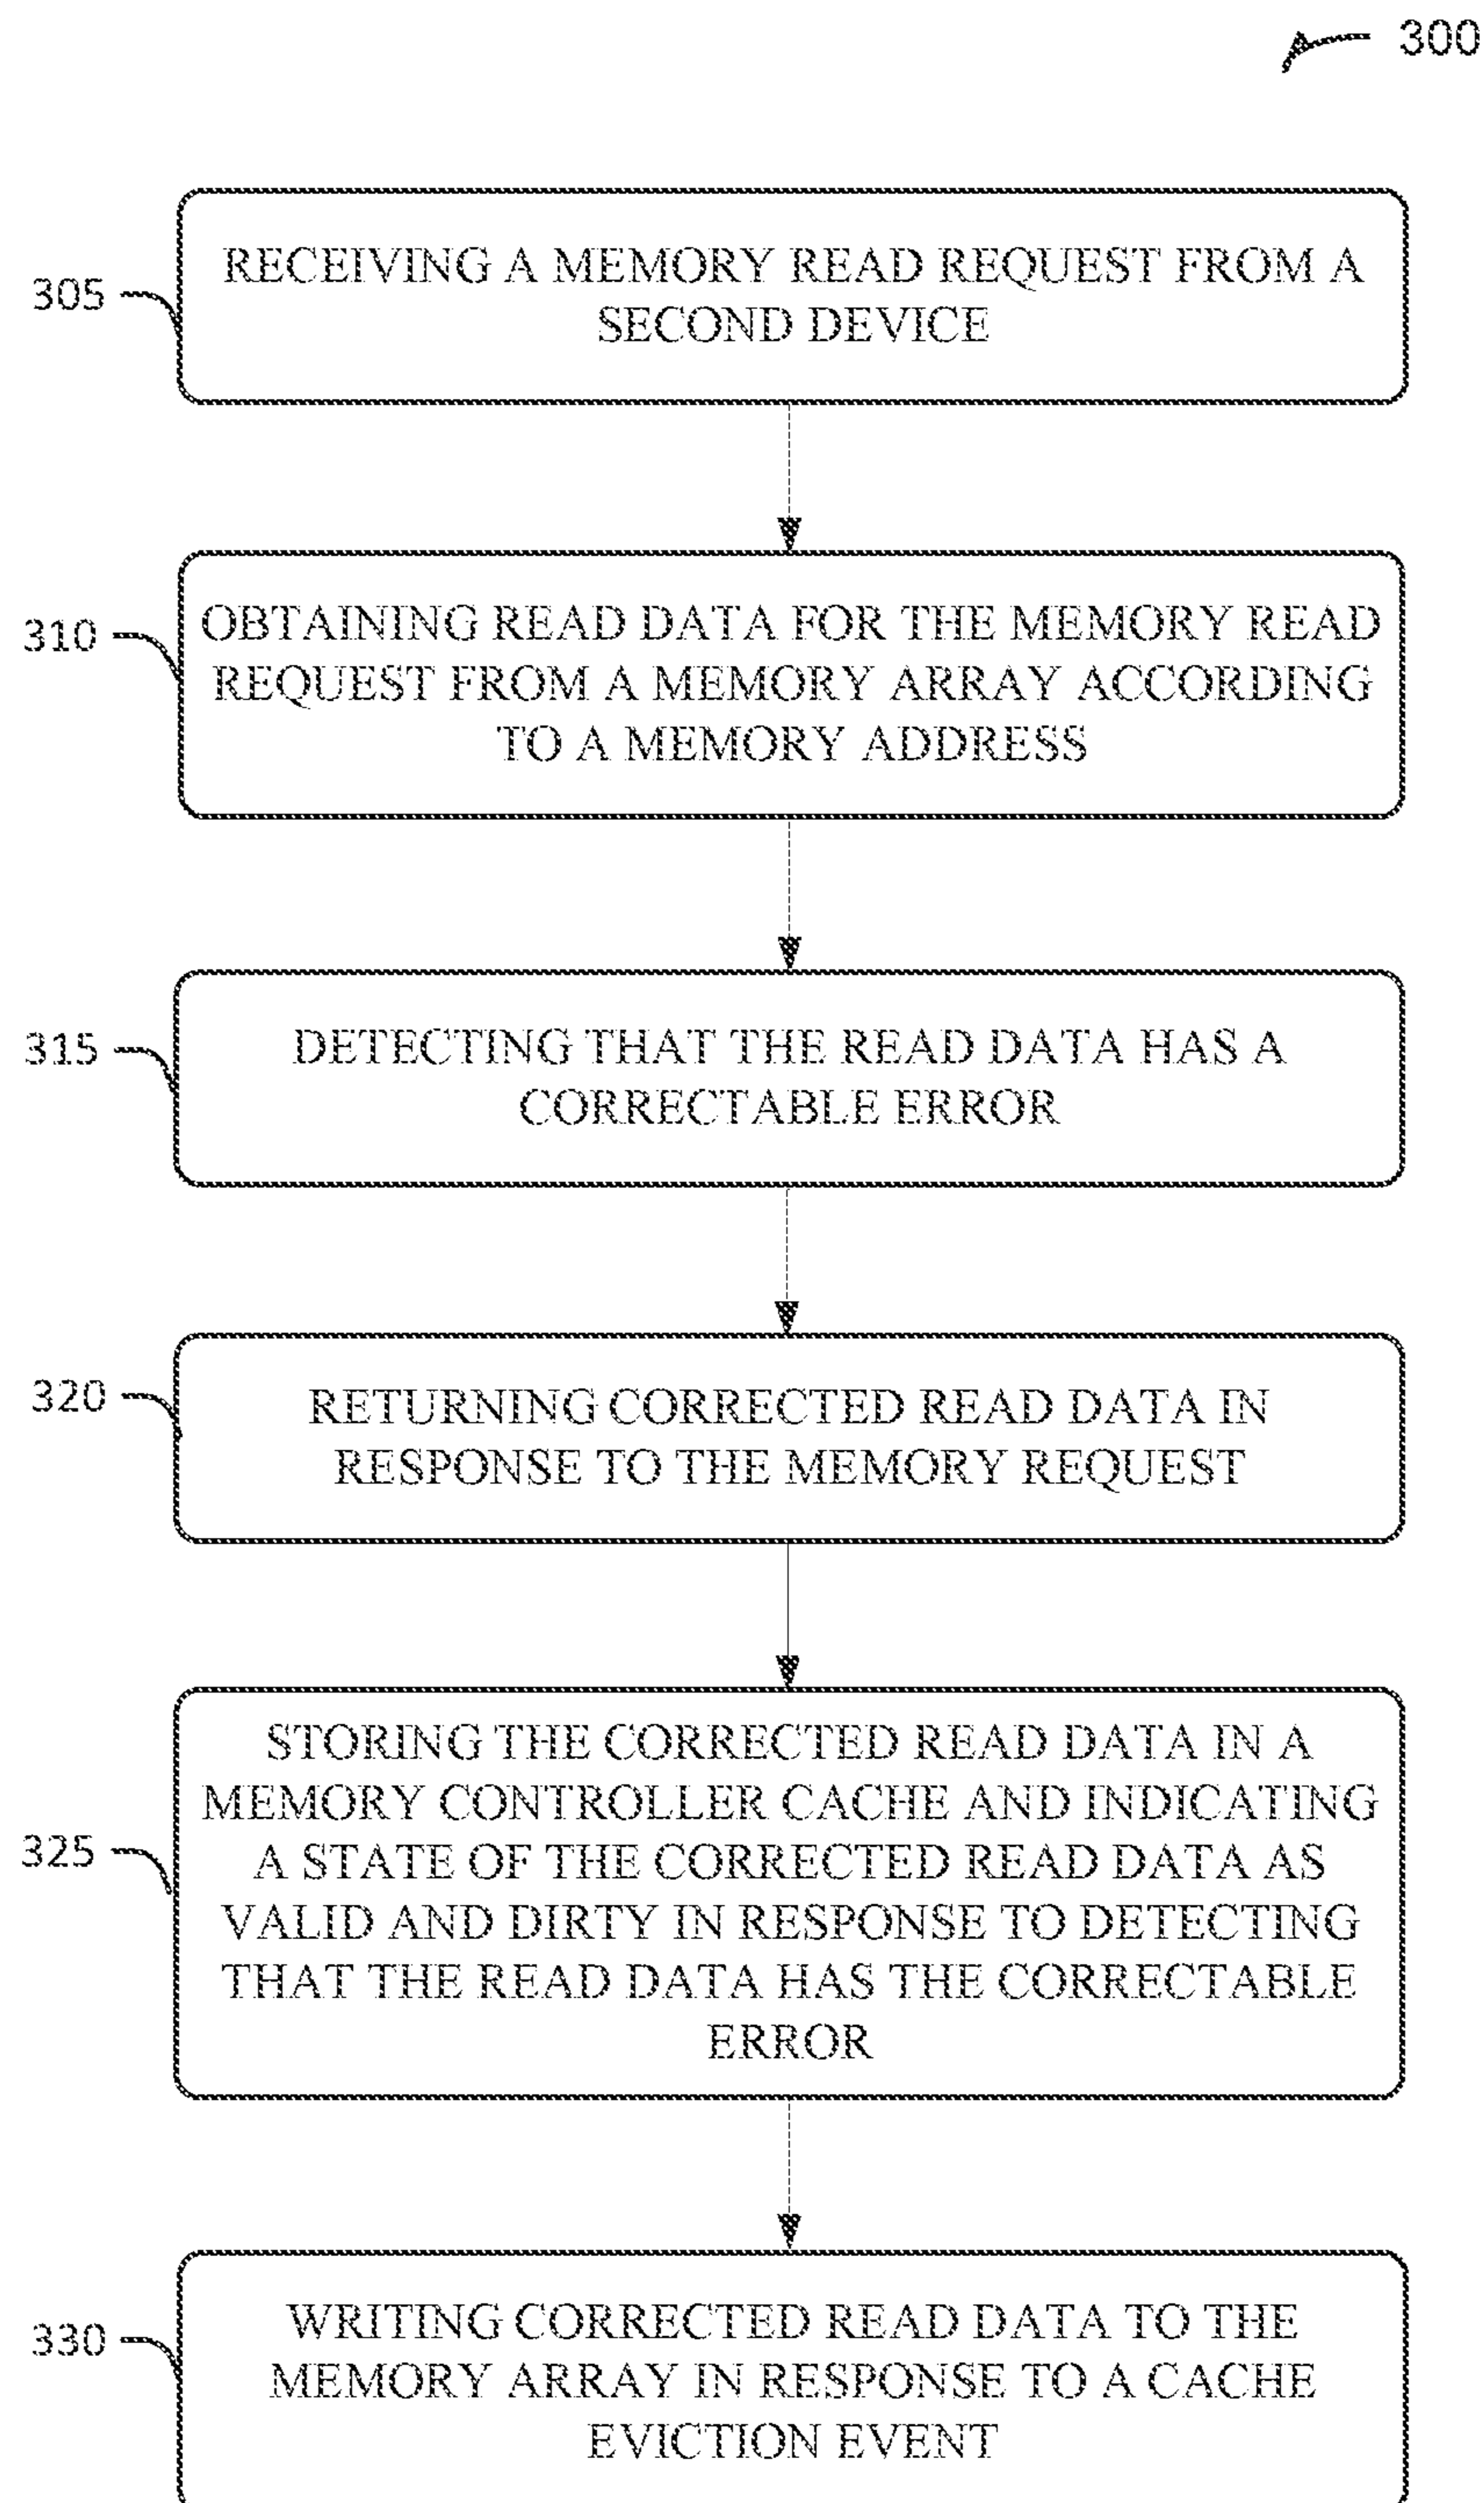 300
305
RECEIVING A MEMORY READ REQUEST FROM A
SECOND DEVICE
310
OBTAINING READ DATA FOR THE MEMORY READ
REQUEST FROM A MEMORY ARRAY ACCORDING
TO A MEMORY ADDRESS
315
DETECTING THAT THE READ DATA HAS A
CORRECTABLE ERROR
320
RETURNING CORRECTED READ DATA IN
RESPONSE TO THE MEMORY REQUEST
325
STORING THE CORRECTED READ DATA IN A
MEMORY CONTROLLER CACHE AND INDICATING
A STATE OF THE CORRECTED READ DATA AS
VALID AND DIRTY IN RESPONSE TO DETECTING
THAT THE READ DATA HAS THE CORRECTABLE
ERROR
330
WRITING CORRECTED READ DATA TO THE
MEMORY ARRAY IN RESPONSE TO A CACHE
EVICTION EVENT